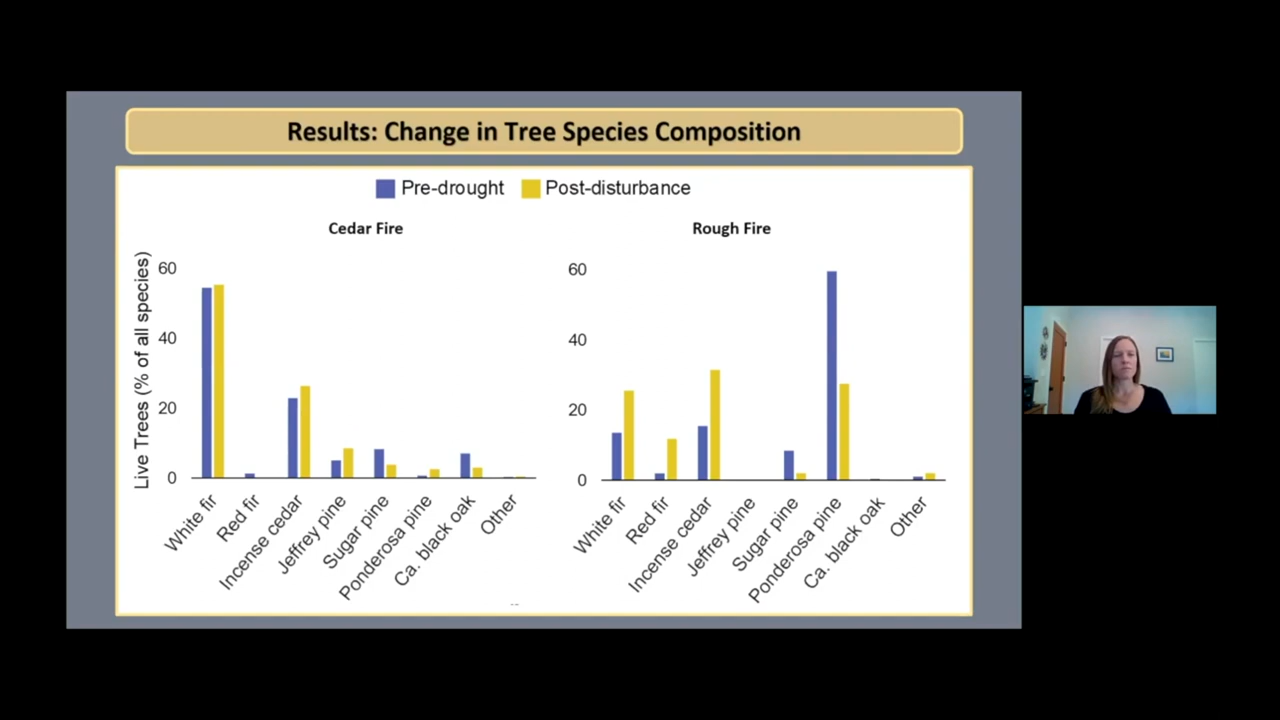 Results: Change in Tree Species Composition
Pre-drought Post-disturbance
Cedar Fire
Live Trees (% of all species)
60
40
20
0
White fir
Red fir
Incense cedar
Jeffrey pine
Sugar pine
Ponderosa pine
Ca. black oak
Other
Rough Fire
60
40
20
0
White fir
Red fir
Incense cedar
Jeffrey pine
Sugar pine
Ponderosa pine
Ca. black oak
Other